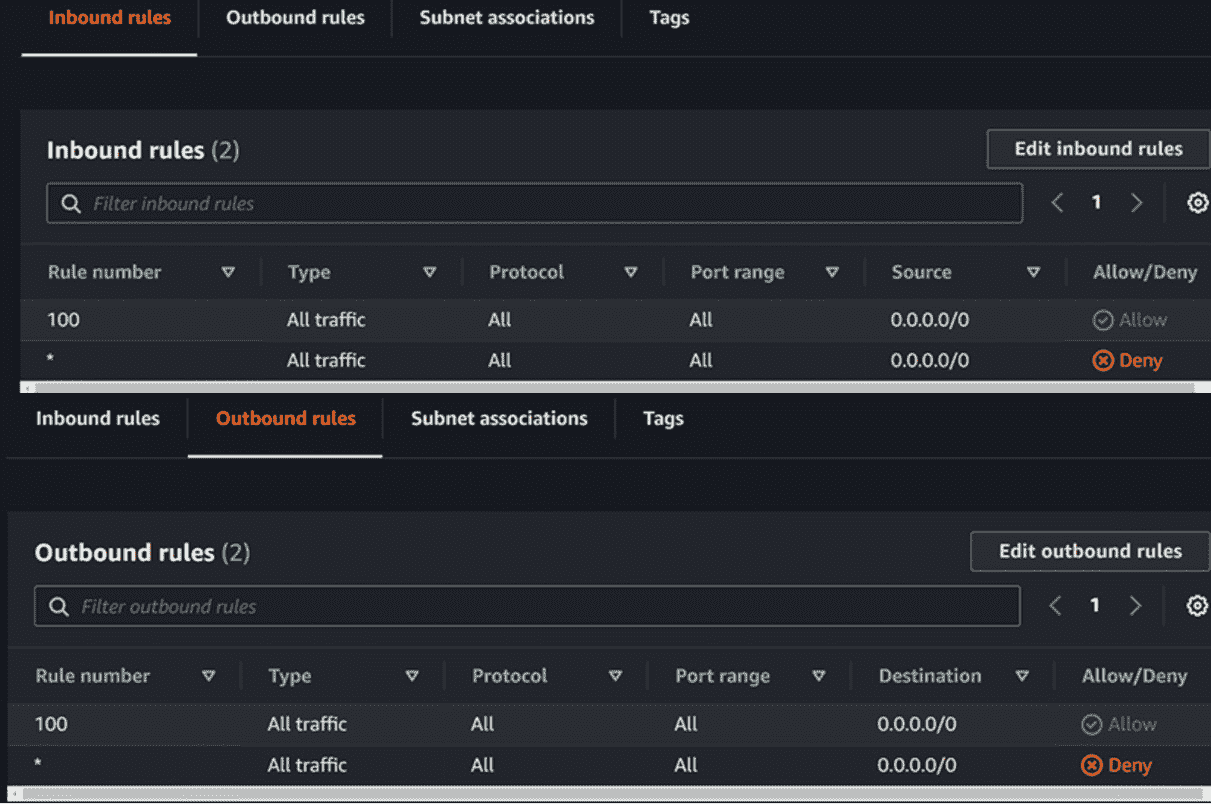 Inbound rules Outbound rules Subnet associations Tags
Inbound rules (2) Edit inbound rules
Filter inbound rules 1
Rule number Type Protocol Port range Source Allow/Deny
100 All traffic All All 0.0.0.0/0 Allow
* All traffic All All 0.0.0.0/0 Deny
Inbound rules Outbound rules Subnet associations Tags
Outbound rules (2) Edit outbound rules
Filter outbound rules 1
Rule number Type Protocol Port range Destination Allow/Deny
100 All traffic All All 0.0.0.0/0 Allow
* All traffic All All 0.0.0.0/0 Deny